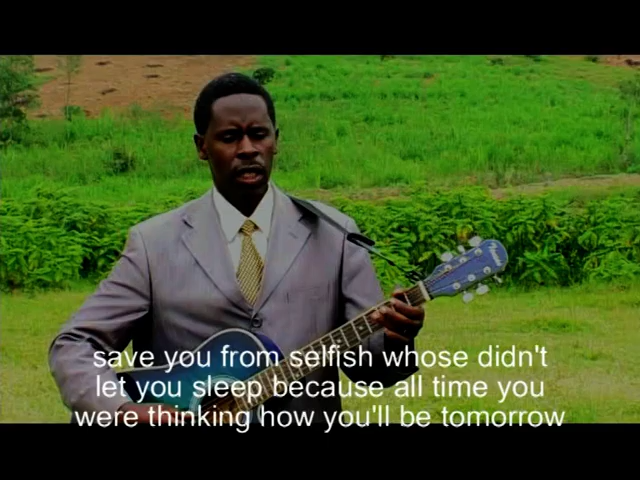 save you from selfish whose didn't
let you sleep because all time you
were thinking how you'll be tomorrow